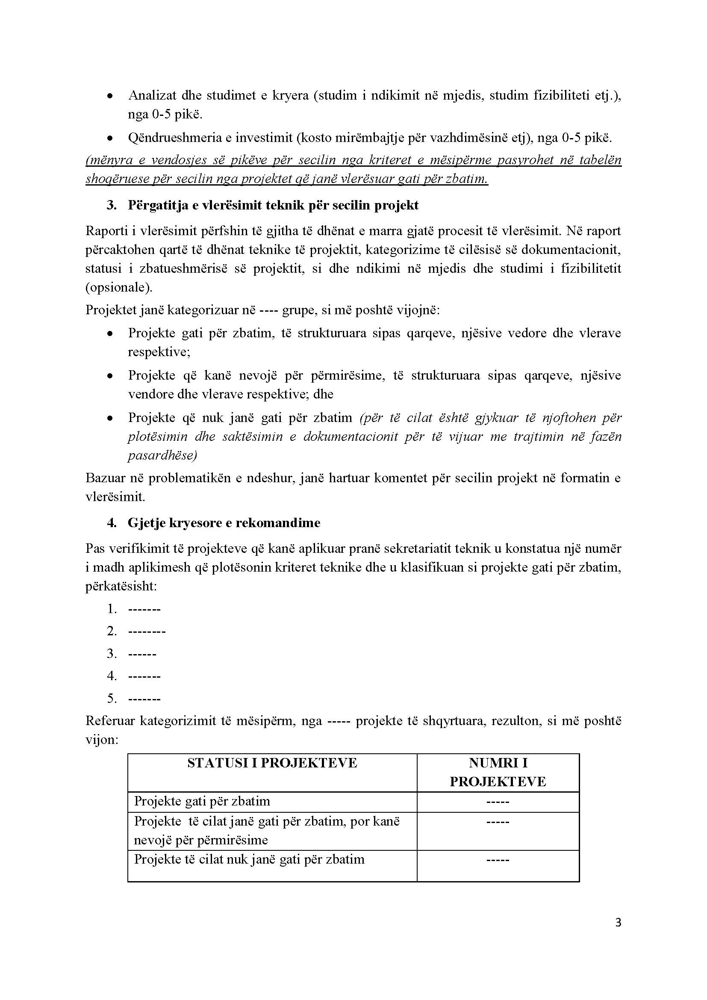 • Analizat dhe studimet e kryera (studim i ndikimit në mjedis, studim fizibiliteti etj.),
nga 0-5 pikë.
• Qëndrueshmeria e investimit (kosto mirëmbajtje për vazhdimësinë etj), nga 0-5 pikë.
(mënyra e vendosjes së pikëve për secilin nga kriteret e mësipërme pasyrohet në tabelën
shoqëruese për secilin nga projektet që janë vlerësuar gati për zbatim.
3. Përgatitja e vlerësimit teknik për secilin projekt
Raporti i vlerësimit përfshin të gjitha të dhënat e marra gjatë procesit të vlerësimit. Në raport
përcaktohen qartë të dhënat teknike të projektit, kategorizime të cilësisë së dokumentacionit,
statusi i zbatueshmërisë së projektit, si dhe ndikimi në mjedis dhe studimi i fizibilitetit
(opsionale).
Projektet janë kategorizuar në ---- grupe, si më poshtë vijojnë:
• Projekte gati për zbatim, të strukturuara sipas qarqeve, njësive vedore dhe vlerave
respektive;
• Projekte që kanë nevojë për përmirësime, të strukturuara sipas qarqeve, njësive
vendore dhe vlerave respektive; dhe
• Projekte që nuk janë gati për zbatim (për të cilat është gjykuar të njoftohen për
plotësimin dhe saktësimin e dokumentacionit për të vijuar me trajtimin në fazën
pasardhëse)
Bazuar në problematikën e ndeshur, janë hartuar komentet për secilin projekt në formatin e
vlerësimit.
4. Gjetje kryesore e rekomandime
Pas verifikimit të projekteve që kanë aplikuar pranë sekretariatit teknik u konstatua një numër
i madh aplikimesh që plotësonin kriteret teknike dhe u klasifikuan si projekte gati për zbatim,
përkatësisht:
1. -------
2. --------
3. ------
4. -------
5. -------
Referuar kategorizimit të mësipërm, nga ----- projekte të shqyrtuara, rezulton, si më poshtë
vijon:
STATUSI I PROJEKTEVE
NUMRI I
PROJEKTEVE
Projekte gati për zbatim
-----
Projekte të cilat janë gati për zbatim, por kanë
-----
nevojë për përmirësime
Projekte të cilat nuk janë gati për zbatim
-----
3